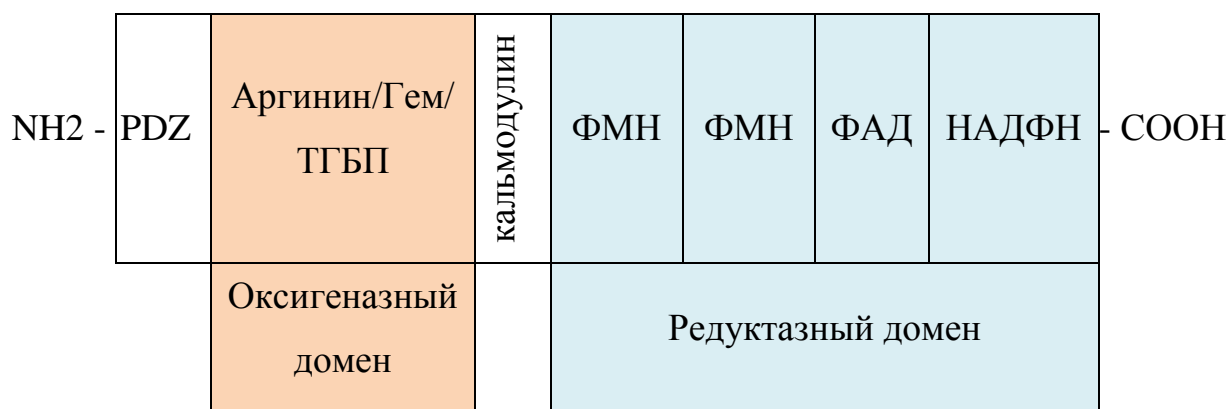 NH2 - PDZ Аргинин/Гем/ кальмодулин ФМН ФМН ФАД НАДФН - COOH
ТГБП
Оксигеназный Редуктазный домен
домен